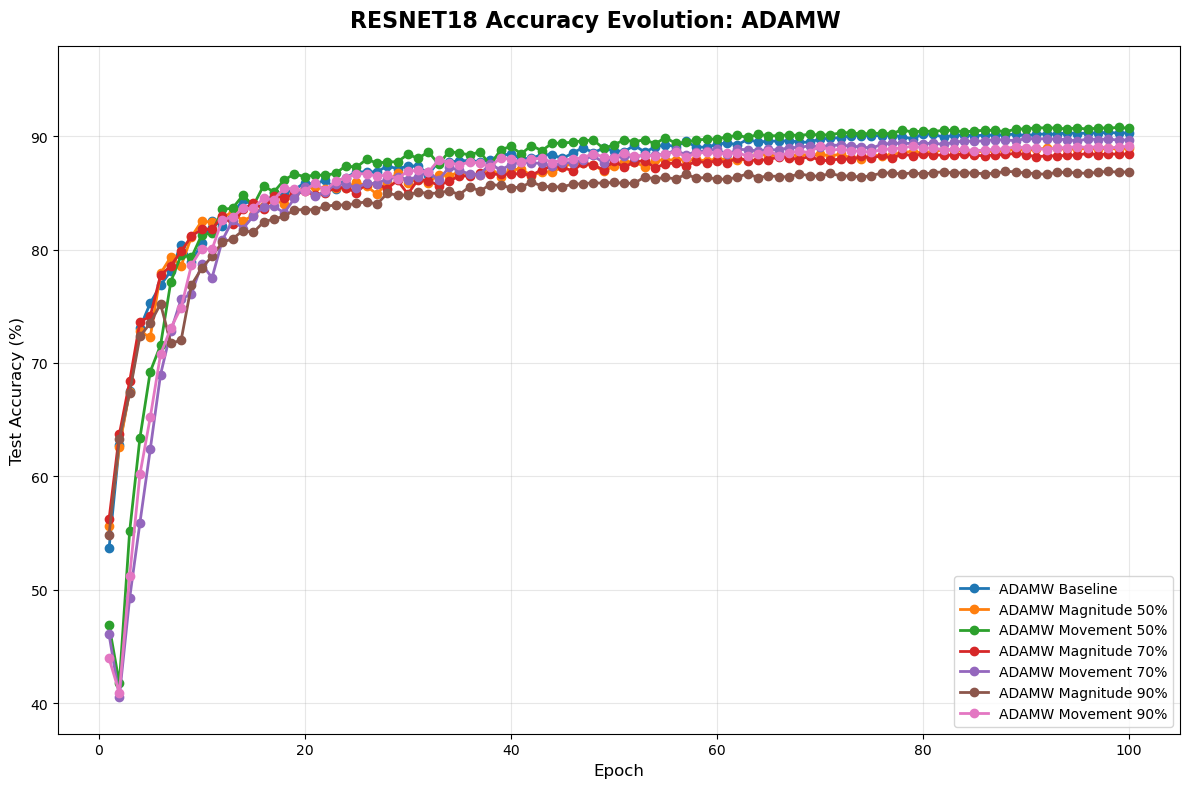 RESNET18 Accuracy Evolution: ADAMW
Test Accuracy (%)
90
80
70
60
50
40
0
20
40
60
80
100
Epoch
ADAMW Baseline
ADAMW Magnitude 50%
ADAMW Movement 50%
ADAMW Magnitude 70%
ADAMW Movement 70%
ADAMW Magnitude 90%
ADAMW Movement 90%